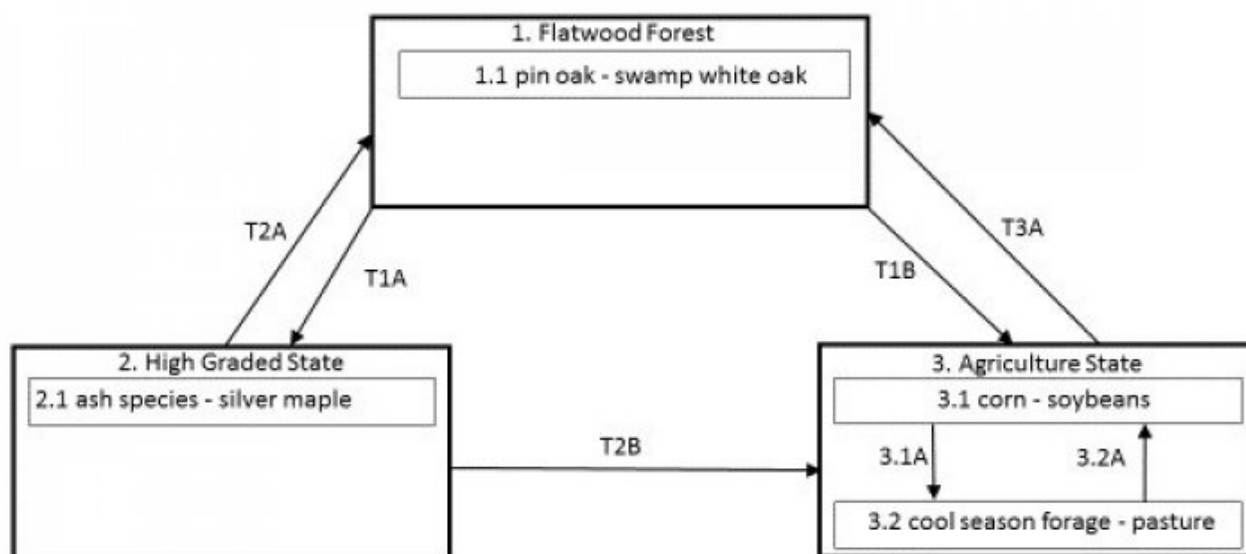 1. Flatwood Forest
1.1 pin oak - swamp white oak
T2A
T1A
T1B
T3A
2. High Graded State
2.1 ash species - silver maple
T2B
3. Agriculture State
3.1 corn - soybeans
3.1A
3.2A
3.2 cool season forage - pasture